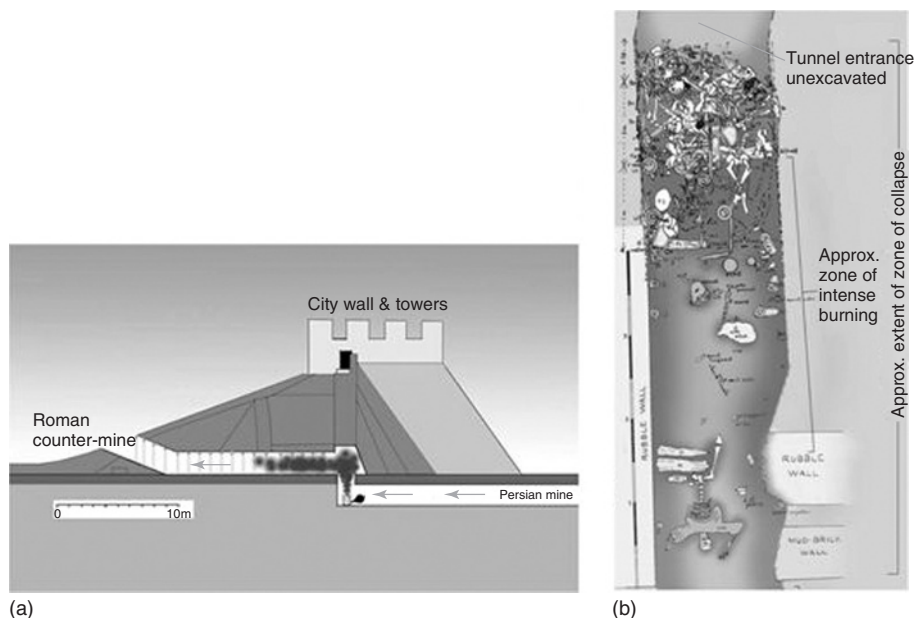 City wall & towers
Roman
counter-mine
Persian mine
0
10m
(a)
Tunnel entrance
unexcavated
Approx.
zone of
intense
burning
Approx. extent of zone of collapse
RUBBLE WALL
RUBBLE
WALL
MUD-BRICK
WALL
(b)